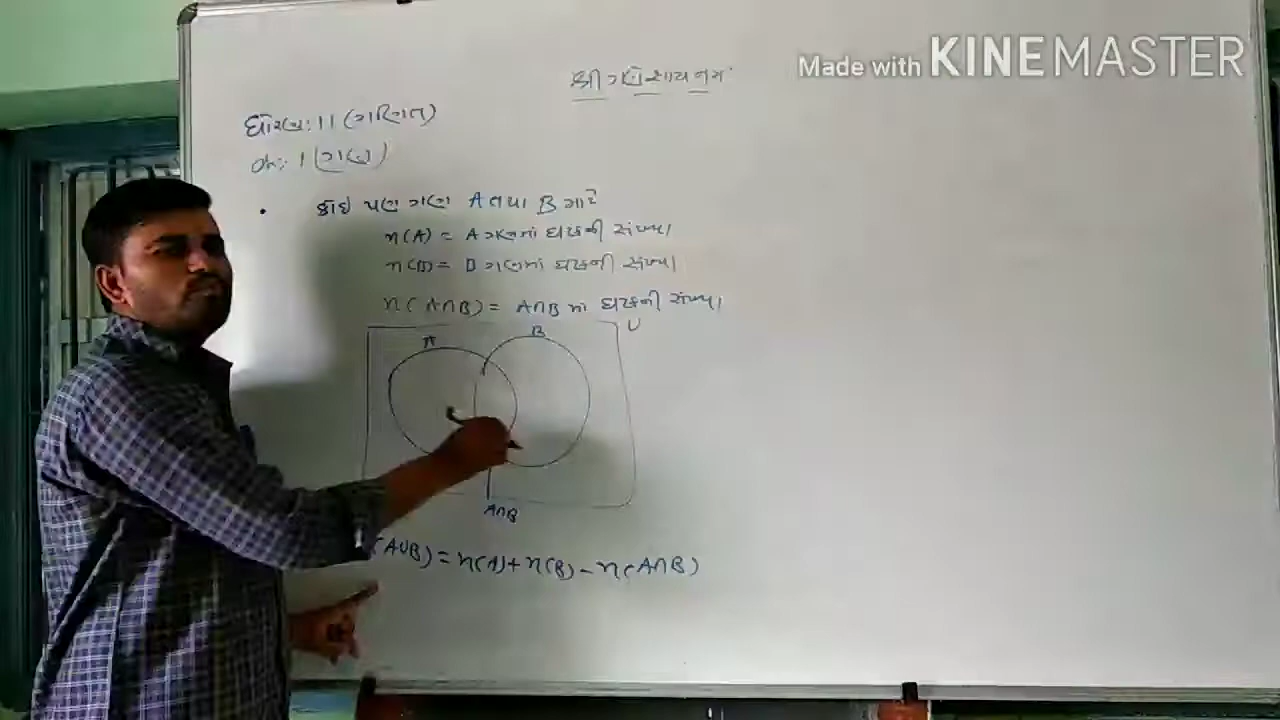 Made with KINEMASTER
શ્રી ગણેશાય નમઃ
ધોરણ: 11 (ગણિત)
પ્રક: 1 (ગણ)
• કોઇ પણ ગણ A તથા B માટે
n(A) = A ગણમાં ઘટકની સંખ્યા
n(B) = B ગણમાં ઘટકની સંખ્યા
n(A∩B) = A∩B માં ઘટકની સંખ્યા
U
A B
A∩B
(A∪B) = n(A) + n(B) - n(A∩B)